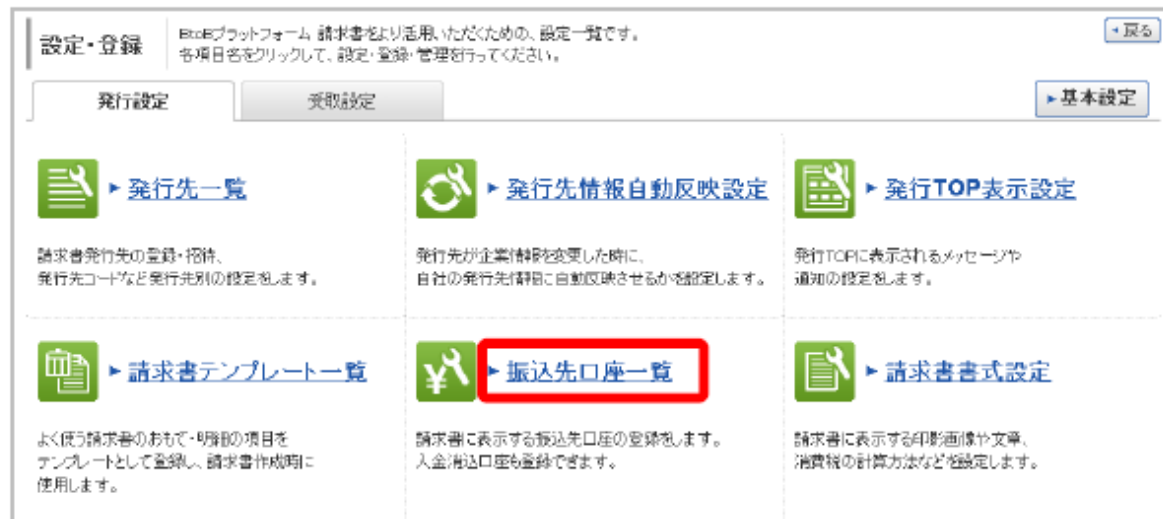 設定・登録
BtoBプラットフォーム 請求書をより活用いただくための、設定一覧です。
各項目名をクリックして、設定・登録・管理を行ってください。
戻る
発行設定
受取設定
基本設定
発行先一覧
請求書発行先の登録・招待、
発行先コードなど発行先別の設定をします。
発行先情報自動反映設定
発行先が企業情報を変更した時に、
自社の発行先情報に自動反映させるかを設定します。
発行TOP表示設定
発行TOPに表示されるメッセージや
通知の設定をします。
請求書テンプレート一覧
よく使う請求書のおもて・明細の項目を
テンプレートとして登録し、請求書作成時に
使用します。
振込先口座一覧
請求書に表示する振込先口座の登録をします。
入金消込口座も登録できます。
請求書書式設定
請求書に表示する印影画像や文章、
消費税の計算方法などを設定します。